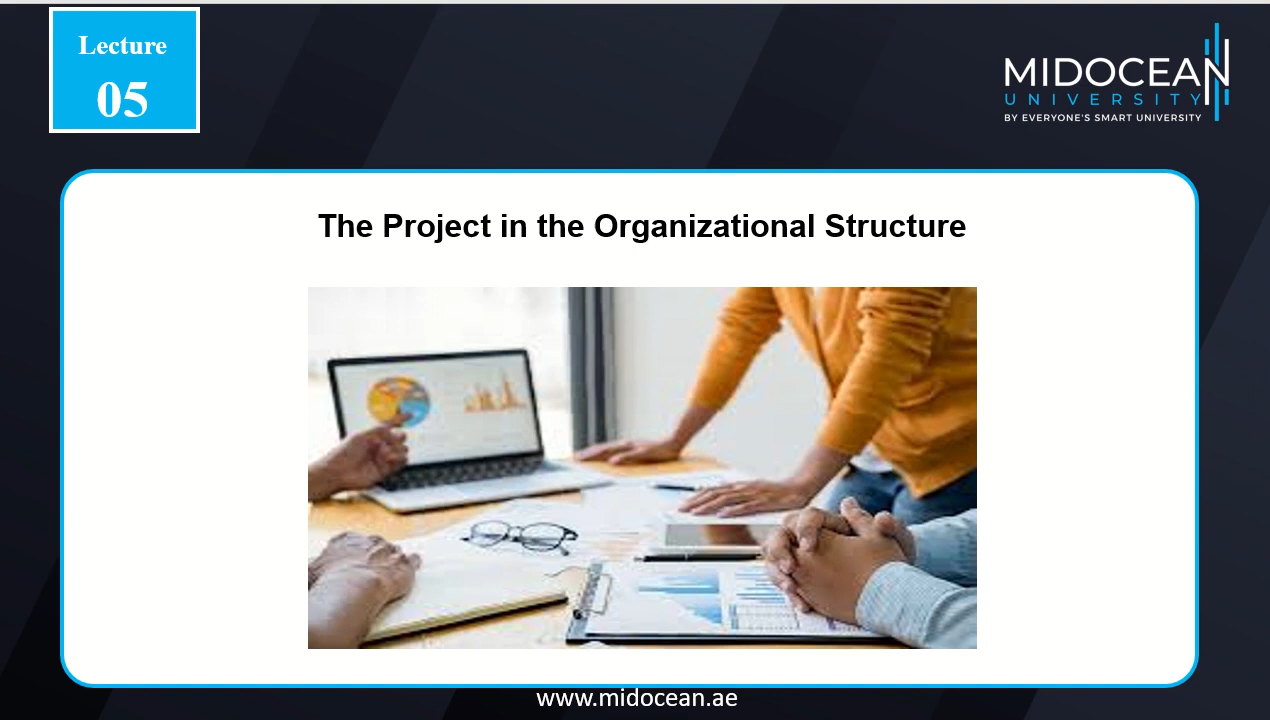 Lecture
05
MIDOCEAN
UNIVERSITY
BY EVERYONE'S SMART UNIVERSITY
The Project in the Organizational Structure
www.midocean.ae